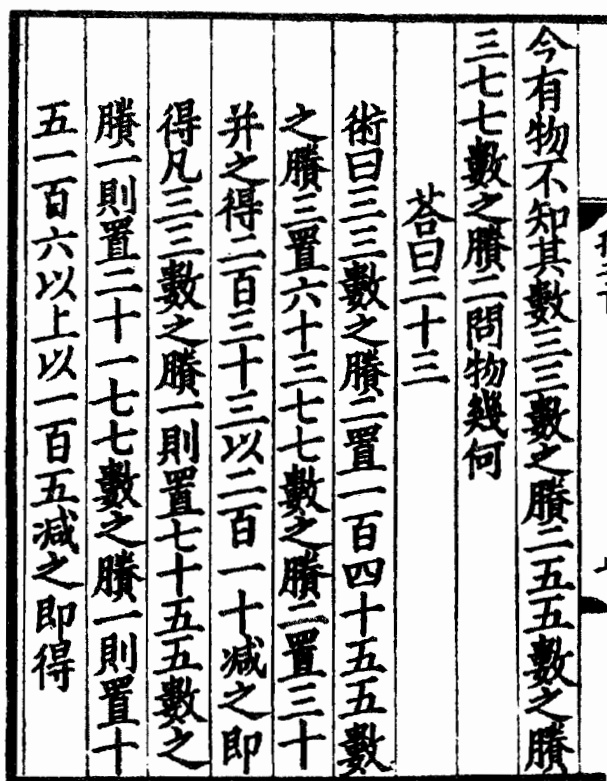 今有物不知其數三三數之賸二五五數之賸
三七七數之賸二問物幾何
荅曰二十三
術曰三三數之賸二置一百四十五五數
之賸三置六十三七七數之賸二置三十
并之得二百三十三以二百一十減之即
得凡三三數之賸一則置七十五五數之
賸一則置二十一七七數之賸一則置十
五一百六以上以一百五減之即得